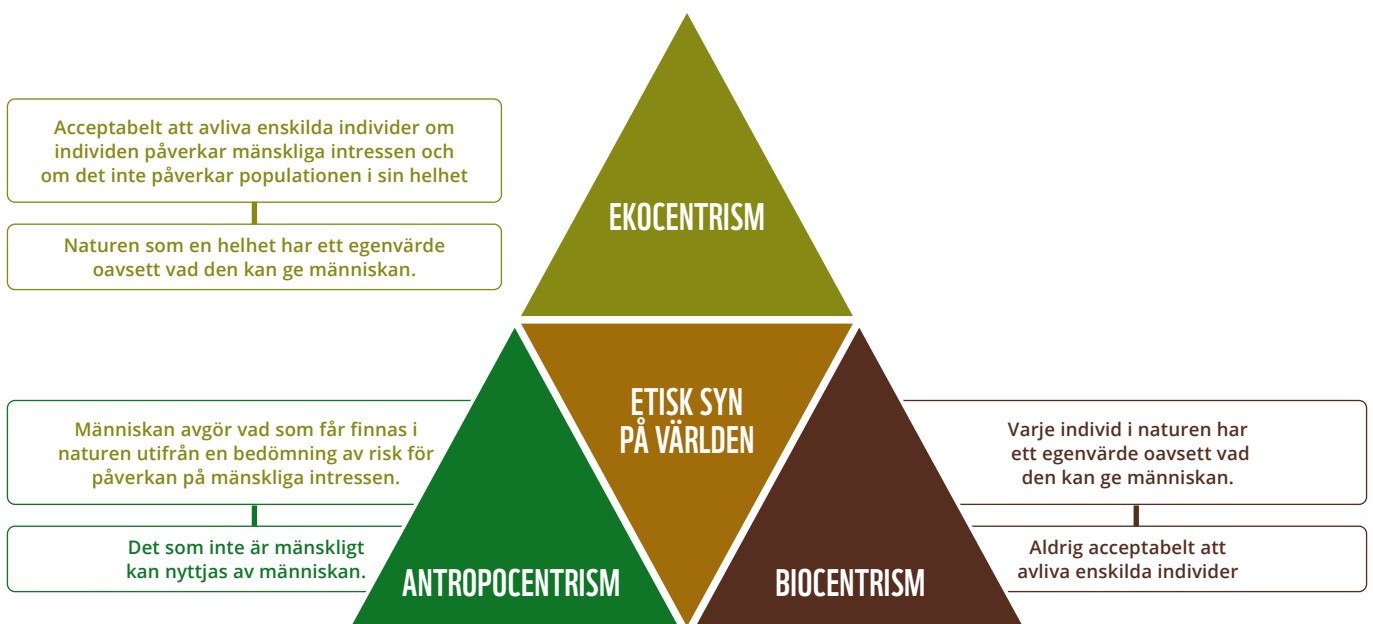 Acceptabelt att avliva enskilda individer om
individen påverkar mänskliga intressen och
om det inte påverkar populationen i sin helhet
Naturen som en helhet har ett egenvärde
oavsett vad den kan ge människan.
EKOCENTRISM
ETISK SYN
PÅ VÄRLDEN
Människan avgör vad som får finnas i
naturen utifrån en bedömning av risk för
påverkan på mänskliga intressen.
Det som inte är mänskligt
kan nyttjas av människan.
ANTROPOCENTRISM
BIOCENTRISM
Varje individ i naturen har
ett egenvärde oavsett vad
den kan ge människan.
Aldrig acceptabelt att
avliva enskilda individer